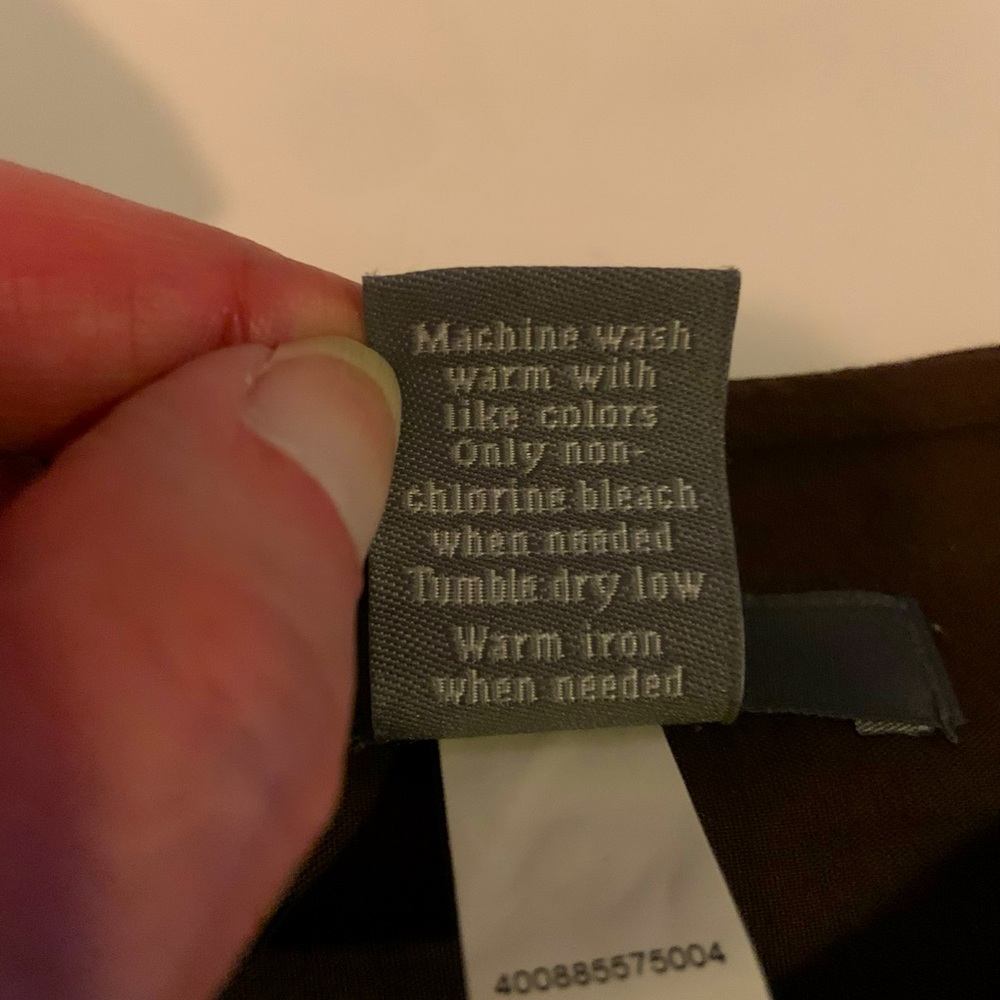 Machine wash
warm with
like colors
Only non-
chlorine bleach
when needed
Tumble dry low
Warm iron
when needed
400885575004